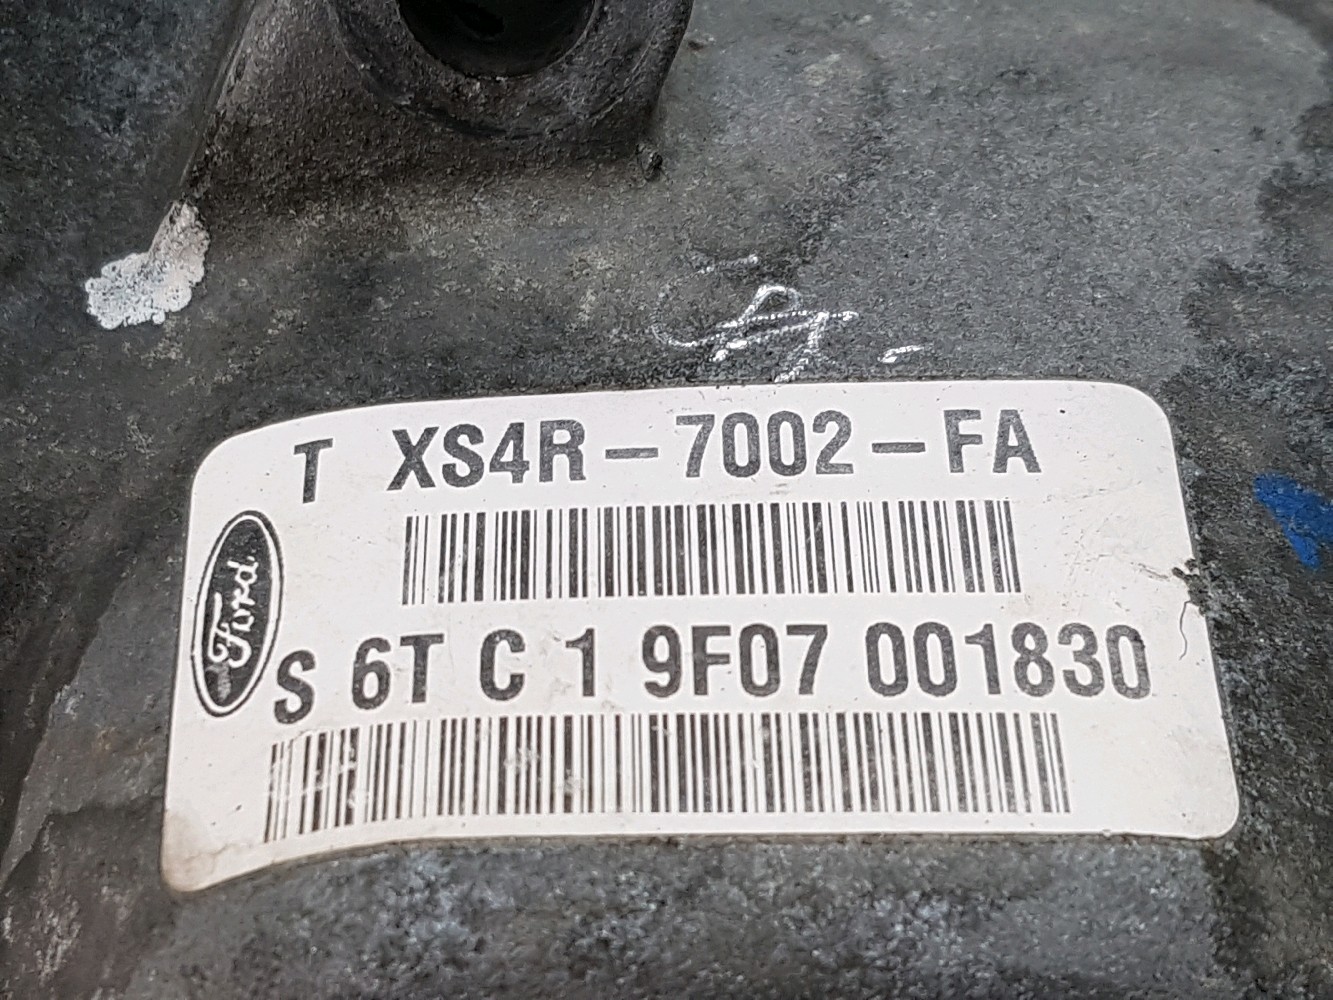 T XS4R-7002-FA
Ford
S 6T C 1 9F07 001830